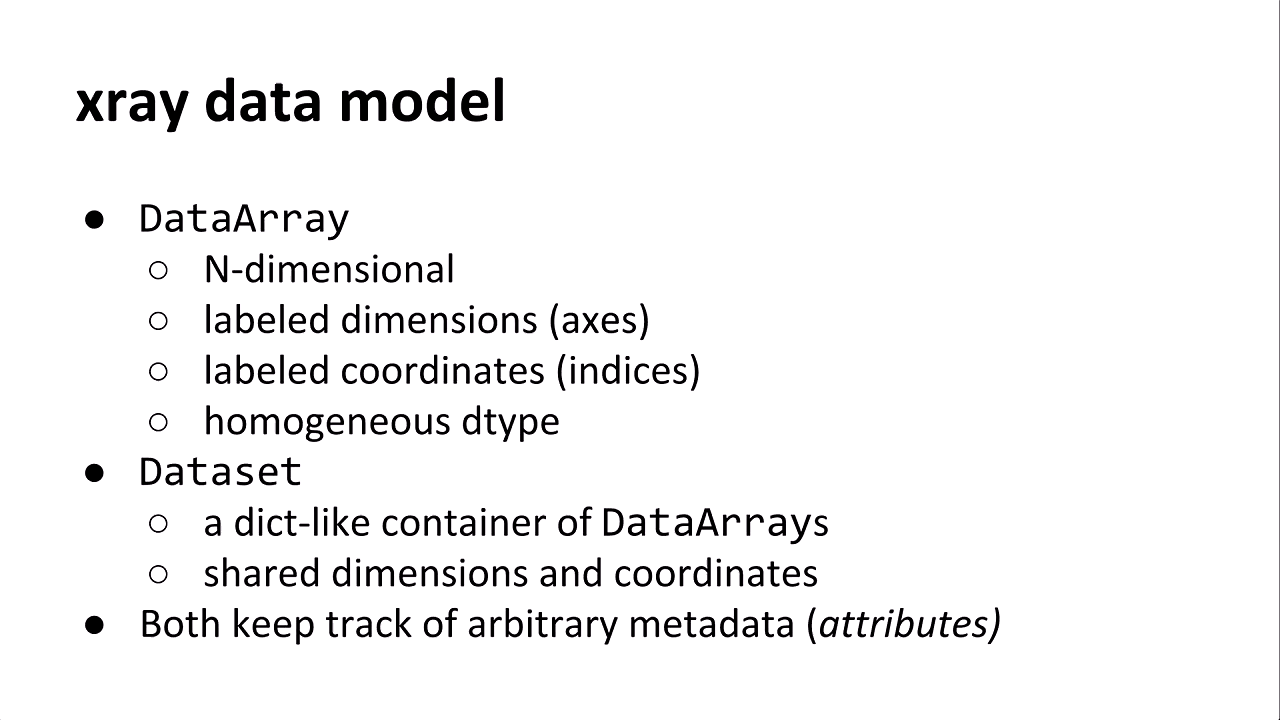 xray data model
● DataArray
○ N-dimensional
○ labeled dimensions (axes)
○ labeled coordinates (indices)
○ homogeneous dtype
● Dataset
○ a dict-like container of DataArrays
○ shared dimensions and coordinates
● Both keep track of arbitrary metadata (attributes)